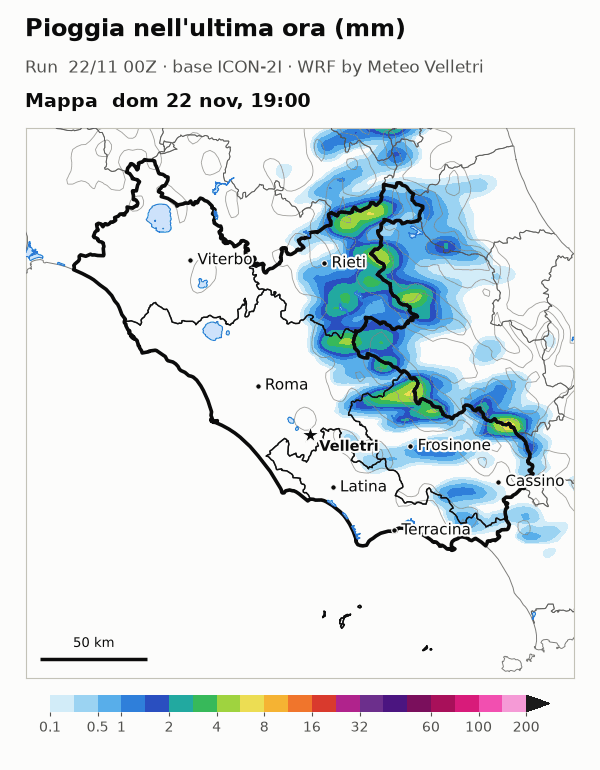 Pioggia nell'ultima ora (mm)
Run  22/11 00Z · base ICON-2I · WRF by Meteo Velletri
Mappa  dom 22 nov, 19:00
Viterbo
Rieti
Roma
Velletri
Frosinone
Latina
Cassino
Terracina
50 km
0.1 0.5 1 2 4 8 16 32 60 100 200